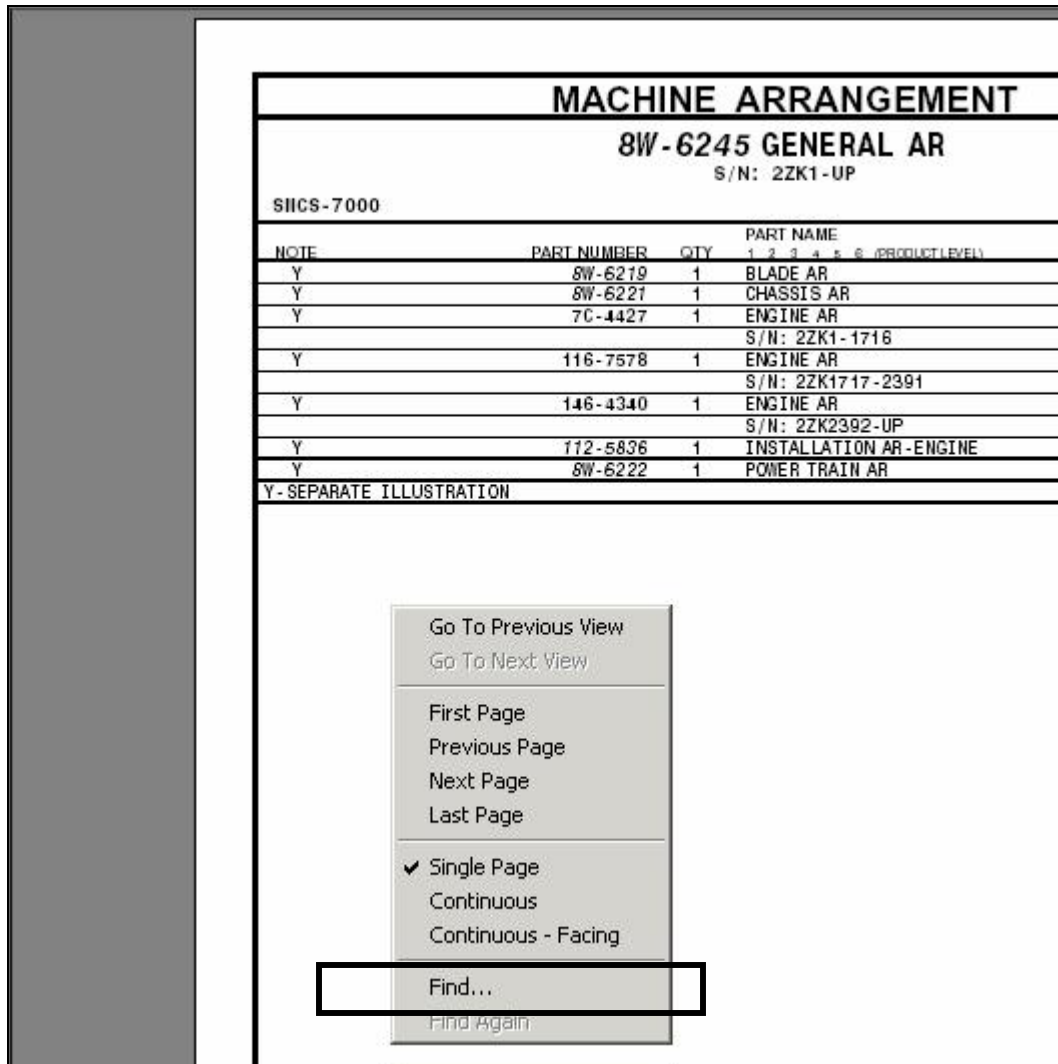 MACHINE ARRANGEMENT
8W-6245 GENERAL AR
S/N: 2ZK1-UP
SMCS-7000
PART NAME
NOTE PART NUMBER QTY 1 2 3 4 5 6 (PRODUCT LEVEL)
Y 8W-6219 1 BLADE AR
Y 8W-6221 1 CHASSIS AR
Y 7C-4427 1 ENGINE AR
S/N: 2ZK1-1716
Y 116-7578 1 ENGINE AR
S/N: 2ZK1717-2391
Y 146-4340 1 ENGINE AR
S/N: 2ZK2392-UP
Y 112-5836 1 INSTALLATION AR-ENGINE
Y 8W-6222 1 POWER TRAIN AR
Y-SEPARATE ILLUSTRATION
Go To Previous View
Go To Next View
First Page
Previous Page
Next Page
Last Page
Single Page
Continuous
Continuous - Facing
Find...
Find Again